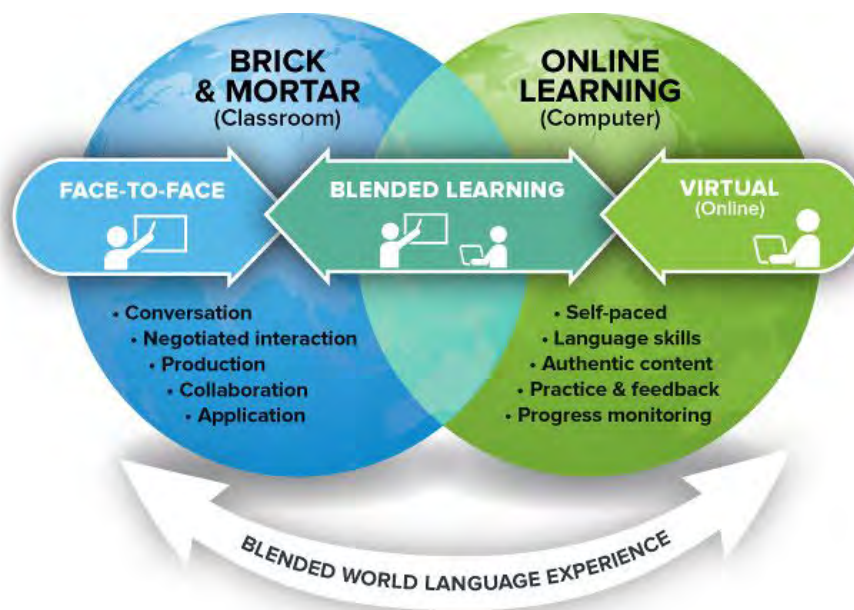 BRICK
& MORTAR
(Classroom)
ONLINE
LEARNING
(Computer)
FACE-TO-FACE
BLENDED LEARNING
VIRTUAL
(Online)
• Conversation
• Negotiated interaction
• Production
• Collaboration
• Application
• Self-paced
• Language skills
• Authentic content
• Practice & feedback
• Progress monitoring
BLENDED WORLD LANGUAGE EXPERIENCE